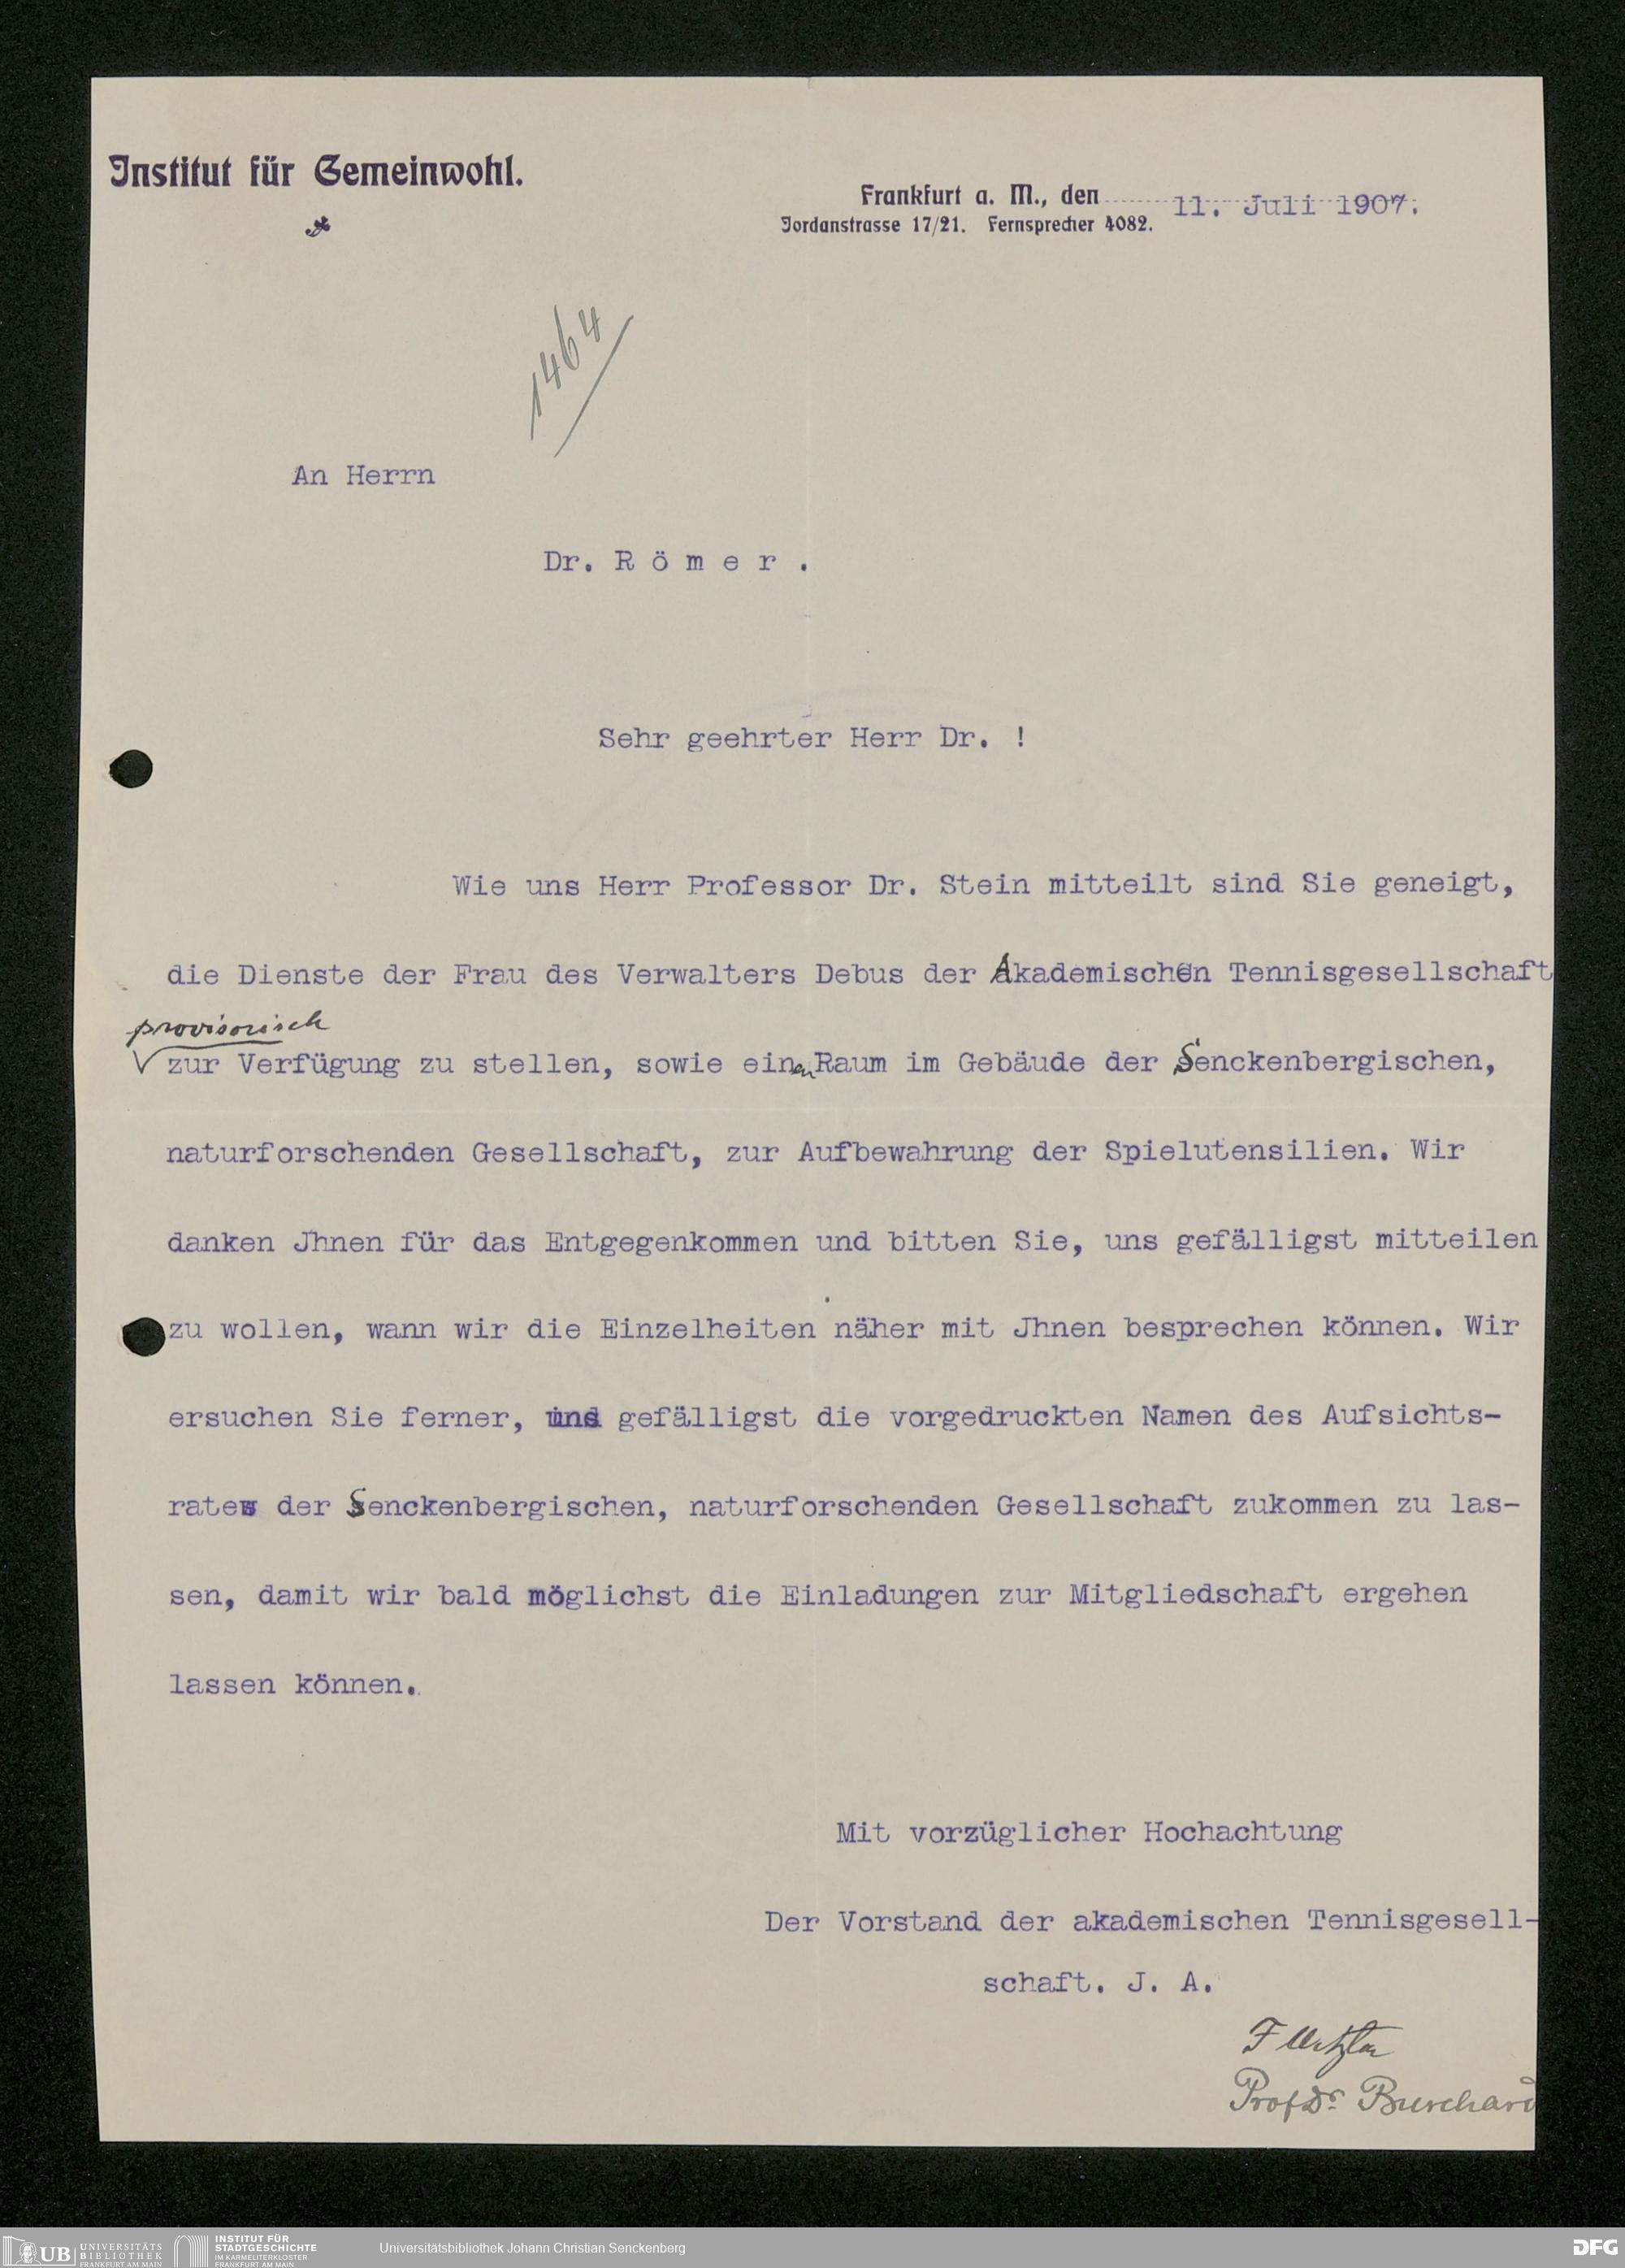 Institut für Gemeinwohl.
Frankfurt a. M., den 11. Juli 1907.
Jordanstrasse 17/21. Fernsprecher 4082.
1464
An Herrn
Dr. R ö m e r .
Sehr geehrter Herr Dr. !
Wie uns Herr Professor Dr. Stein mitteilt sind Sie geneigt,
die Dienste der Frau des Verwalters Debus der Akademischen Tennisgesellschaft
provisorisch
zur Verfügung zu stellen, sowie einen Raum im Gebäude der Senckenbergischen,
naturforschenden Gesellschaft, zur Aufbewahrung der Spielutensilien. Wir
danken Jhnen für das Entgegenkommen und bitten Sie, uns gefälligst mitteilen
zu wollen, wann wir die Einzelheiten näher mit Jhnen besprechen können. Wir
ersuchen Sie ferner, uns gefälligst die vorgedruckten Namen des Aufsichts-
rates der Senckenbergischen, naturforschenden Gesellschaft zukommen zu las-
sen, damit wir bald möglichst die Einladungen zur Mitgliedschaft ergehen
lassen können.
Mit vorzüglicher Hochachtung
Der Vorstand der akademischen Tennisgesell-
schaft. J. A.
F
Prof Dr. Burchard
UB UNIVERSITÄTS
BIBLIOTHEK
FRANKFURT AM MAIN
INSTITUT FÜR
STADTGESCHICHTE
IM KARMELITERKLOSTER
FRANKFURT AM MAIN
Universitätsbibliothek Johann Christian Senckenberg
DFG